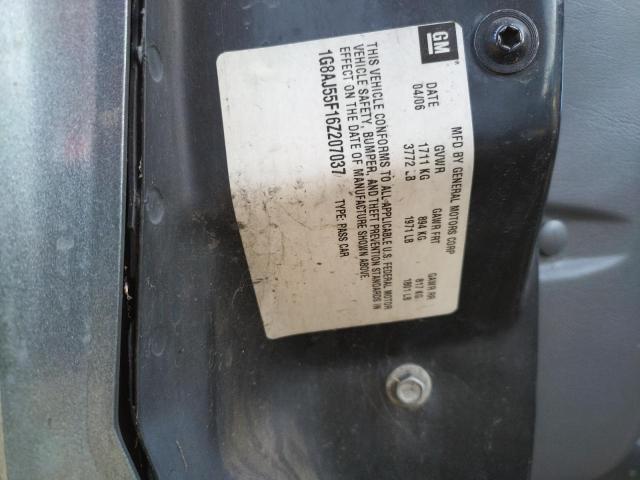 GM
MFD BY GENERAL MOTORS CORP
DATE GVWR GAWR FRT GAWR RR
04/06 1711 KG 894 KG 817 KG
3772 LB 1971 LB 1801 LB
THIS VEHICLE CONFORMS TO ALL APPLICABLE U.S. FEDERAL MOTOR
VEHICLE SAFETY, BUMPER, AND THEFT PREVENTION STANDARDS IN
EFFECT ON THE DATE OF MANUFACTURE SHOWN ABOVE.
1G8AJ55F16Z207037 TYPE: PASS CAR